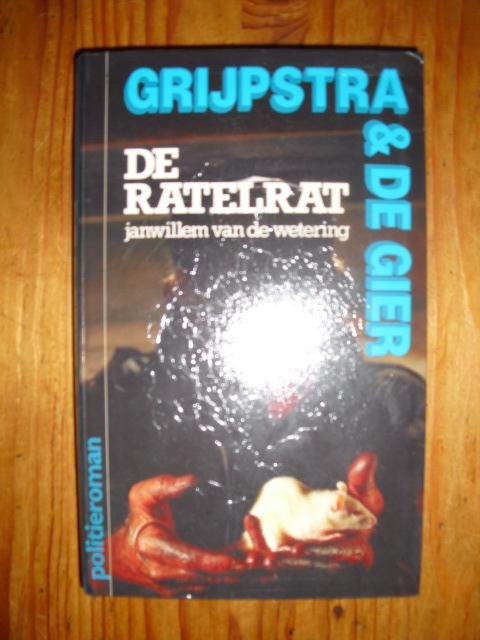 GRIJPSTRA
& DE GIER
DE
RATELRAT
janwillem van de wetering
politieroman